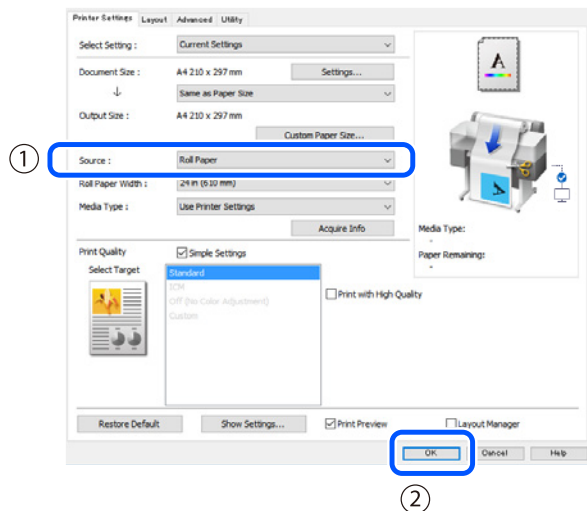 Printer Settings Layout Advanced Utility
Select Setting : Current Settings
Document Size : A4 210 x 297 mm Settings...
↓ Same as Paper Size
Output Size : A4 210 x 297 mm
Custom Paper Size...
① Source : Roll Paper
Roll Paper Width : 24 in (610 mm)
Media Type : Use Printer Settings
Acquire Info
A
Media Type:
-
Paper Remaining:
-
Print Quality Simple Settings
Select Target
Standard
ICM
Off (No Color Adjustment)
Custom
Print with High Quality
Restore Default Show Settings... Print Preview Layout Manager
OK Cancel Help
②